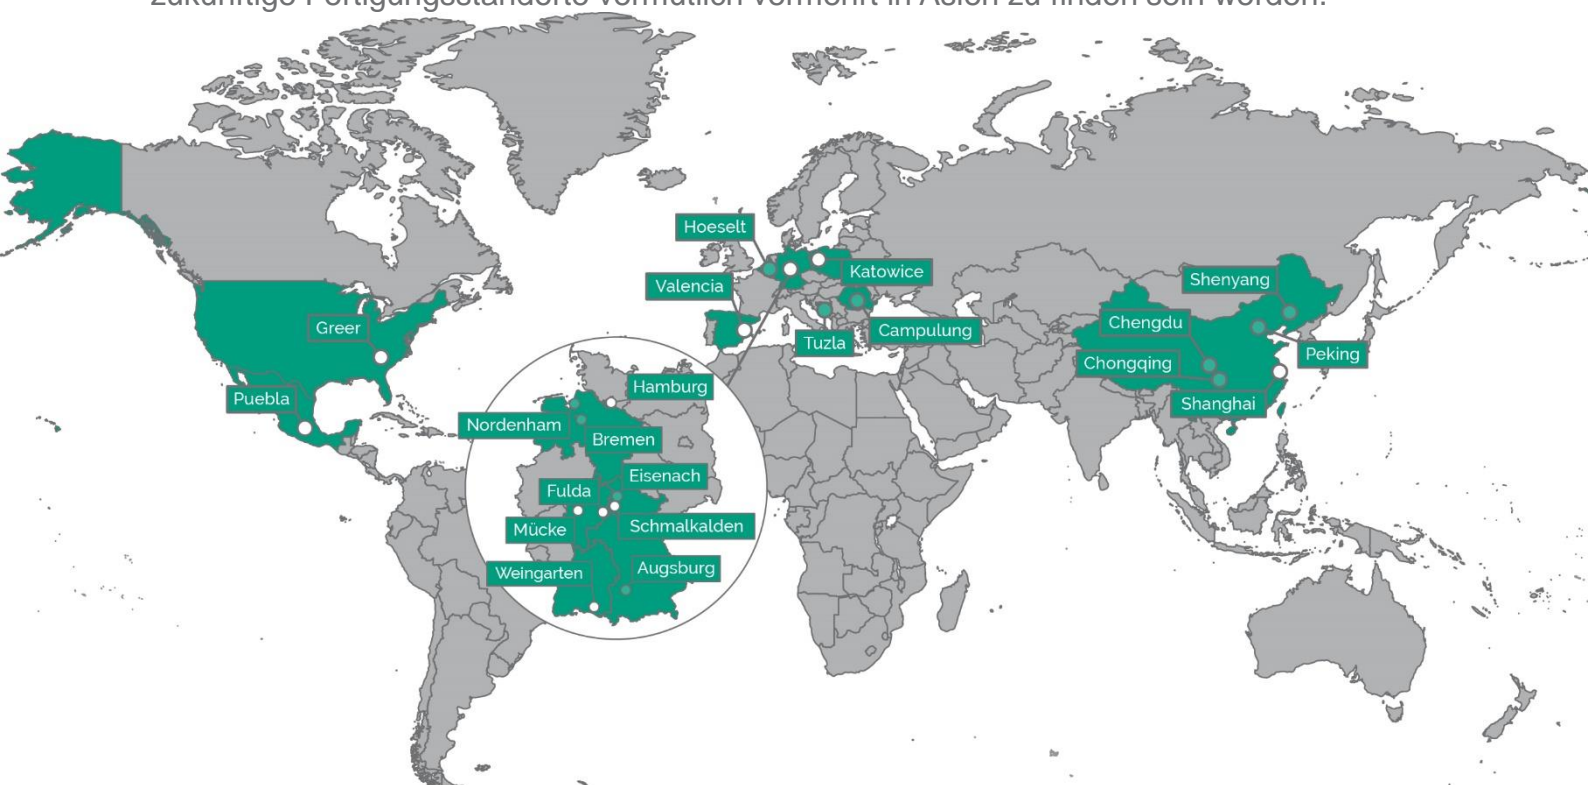 zukünftige Fertigungsstandorte vermutlich vermehrt in Asien zu finden sein werden.
Hoeselt
Katowice
Valencia
Shenyang
Greer
Chengdu
Campulung
Tuzla
Peking
Chongqing
Puebla
Hamburg
Shanghai
Nordenham
Bremen
Eisenach
Fulda
Mücke
Schmalkalden
Weingarten
Augsburg